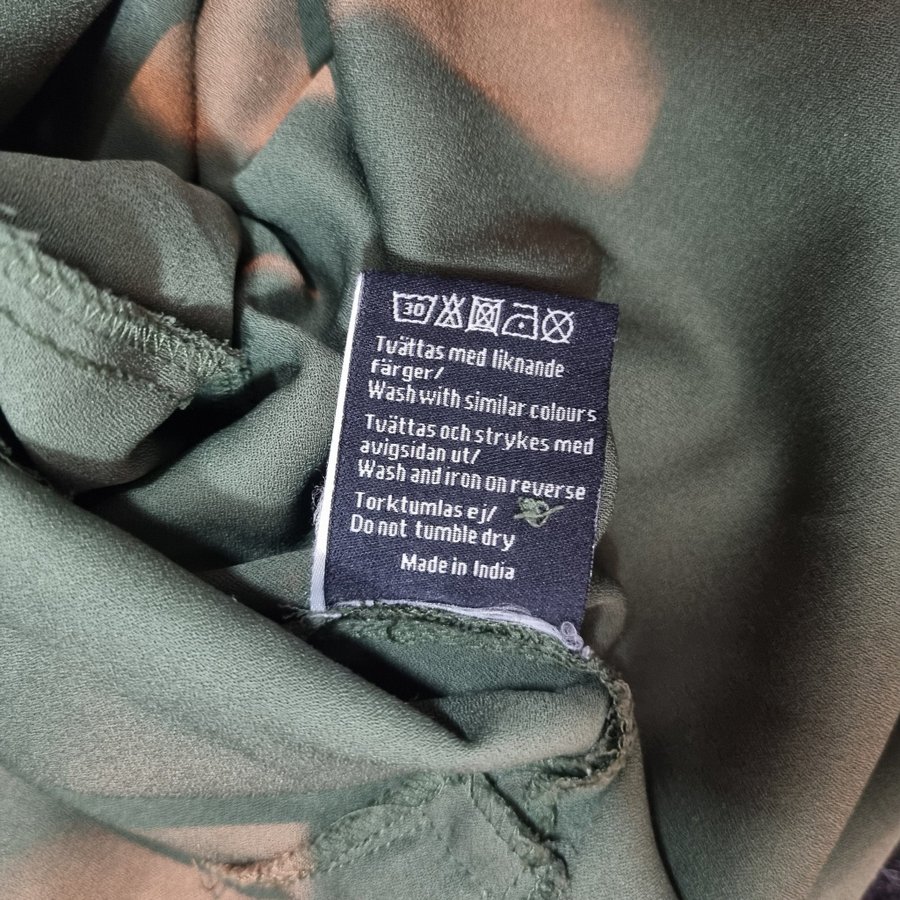 30
Tvättas med liknande
färger/
Wash with similar colours
Tvättas och strykes med
avigsidan ut/
Wash and iron on reverse
Torktumlas ej/
Do not tumble dry
Made in India